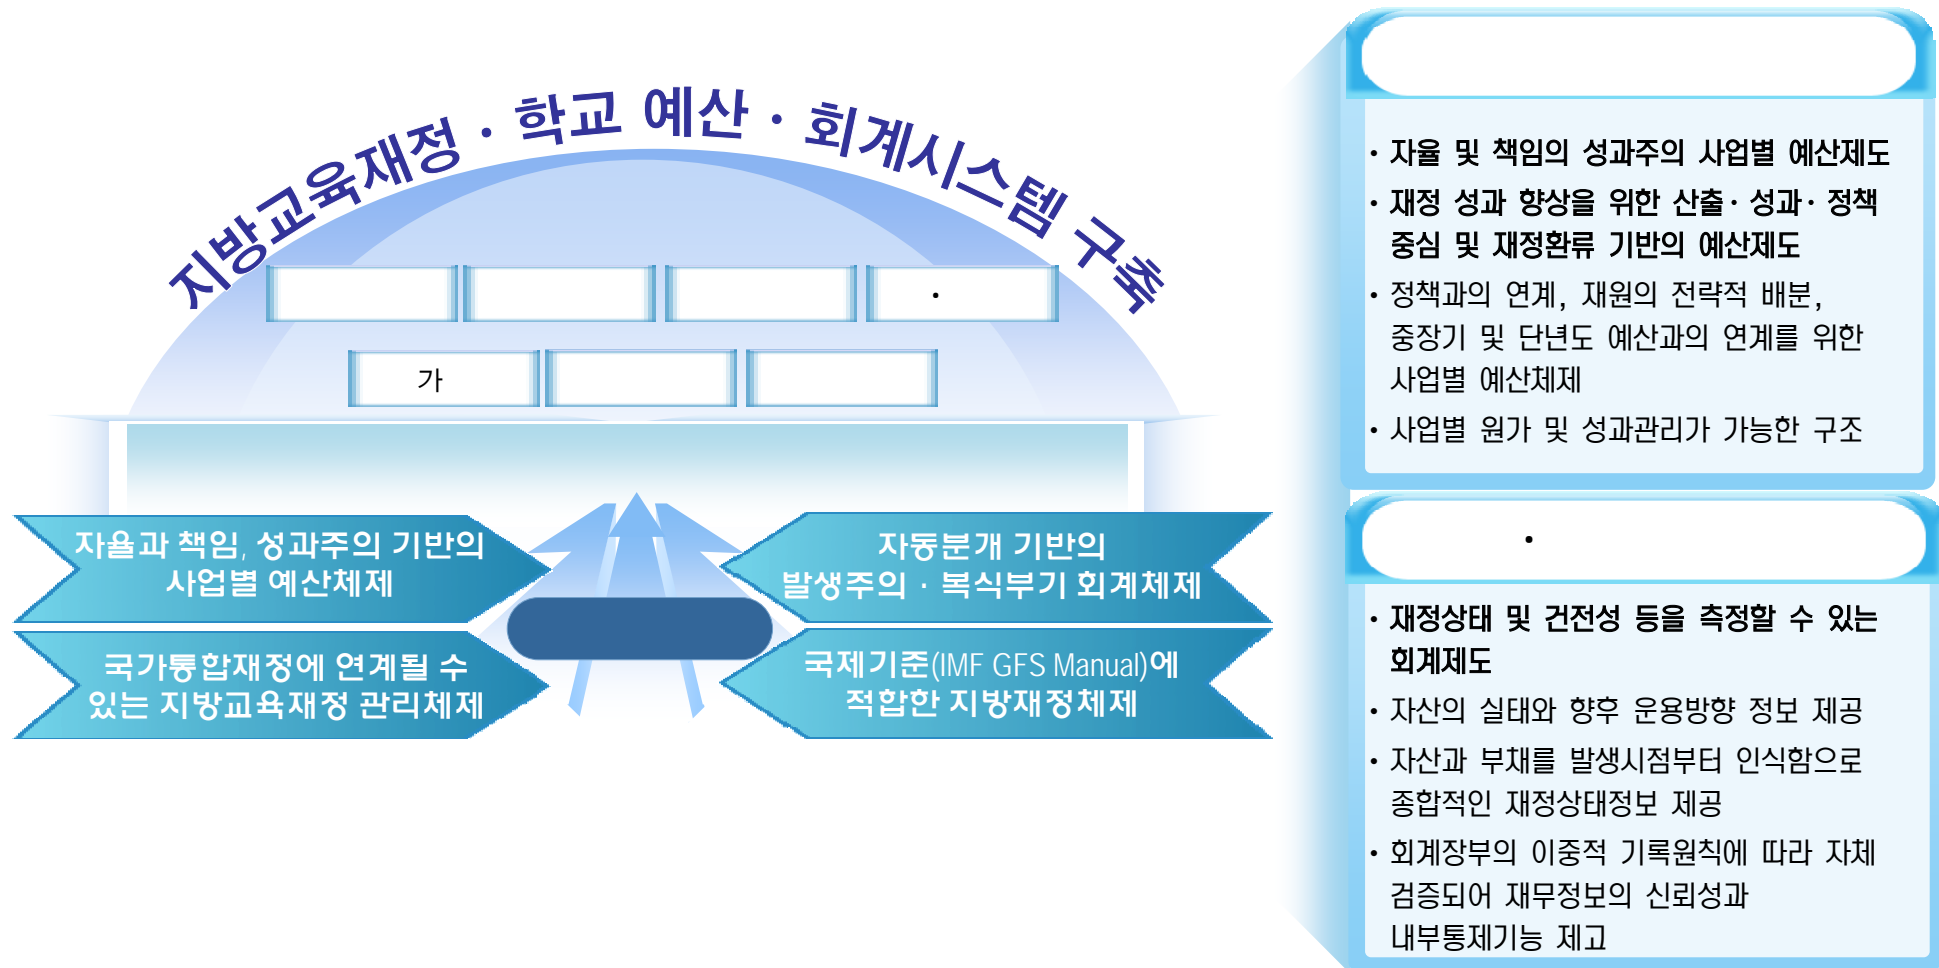 지방교육재정 · 학교 예산 · 회계시스템 구축
·
가
자율과 책임, 성과주의 기반의
사업별 예산체제
국가통합재정에 연계될 수
있는 지방교육재정 관리체제
자동분개 기반의
발생주의 · 복식부기 회계체제
국제기준(IMF GFS Manual)에
적합한 지방재정체제
· 자율 및 책임의 성과주의 사업별 예산제도
· 재정 성과 향상을 위한 산출· 성과· 정책
중심 및 재정환류 기반의 예산제도
· 정책과의 연계, 재원의 전략적 배분,
중장기 및 단년도 예산과의 연계를 위한
사업별 예산체제
· 사업별 원가 및 성과관리가 가능한 구조
·
· 재정상태 및 건전성 등을 측정할 수 있는
회계제도
· 자산의 실태와 향후 운용방향 정보 제공
· 자산과 부채를 발생시점부터 인식함으로
종합적인 재정상태정보 제공
· 회계장부의 이중적 기록원칙에 따라 자체
검증되어 재무정보의 신뢰성과
내부통제기능 제고